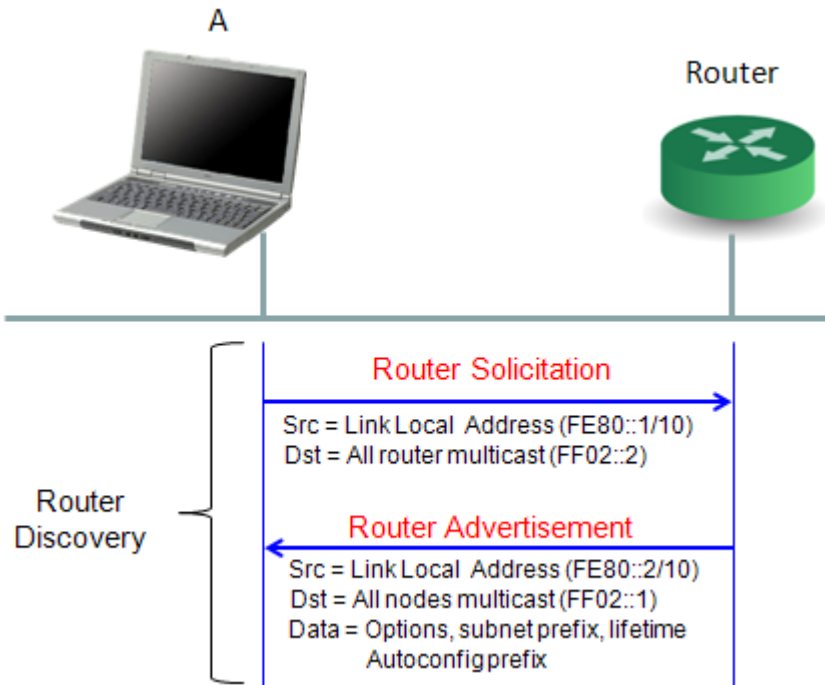 A
Router
Router Solicitation
Src = Link Local Address (FE80::1/10)
Dst = All router multicast (FF02::2)
Router
Discovery
Router Advertisement
Src = Link Local Address (FE80::2/10)
Dst = All nodes multicast (FF02::1)
Data = Options, subnet prefix, lifetime
Autoconfig prefix